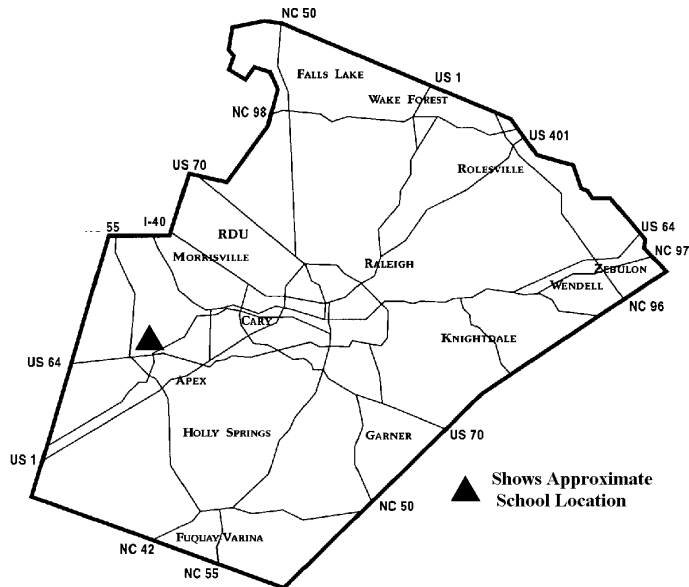 NC 50
FALLS LAKE
US 1
WAKE FOREST
NC 98
US 401
US 70
ROLESVILLE
55
I-40
RDU
MORRISVILLE
US 64
NC 97
RALEIGH
ZEBULON
WENDELL
NC 96
CARY
KNIGHTDALE
US 64
APEX
HOLLY SPRINGS
GARNER
US 70
US 1
Shows Approximate
School Location
NC 50
FUQUAY VARINA
NC 42
NC 55